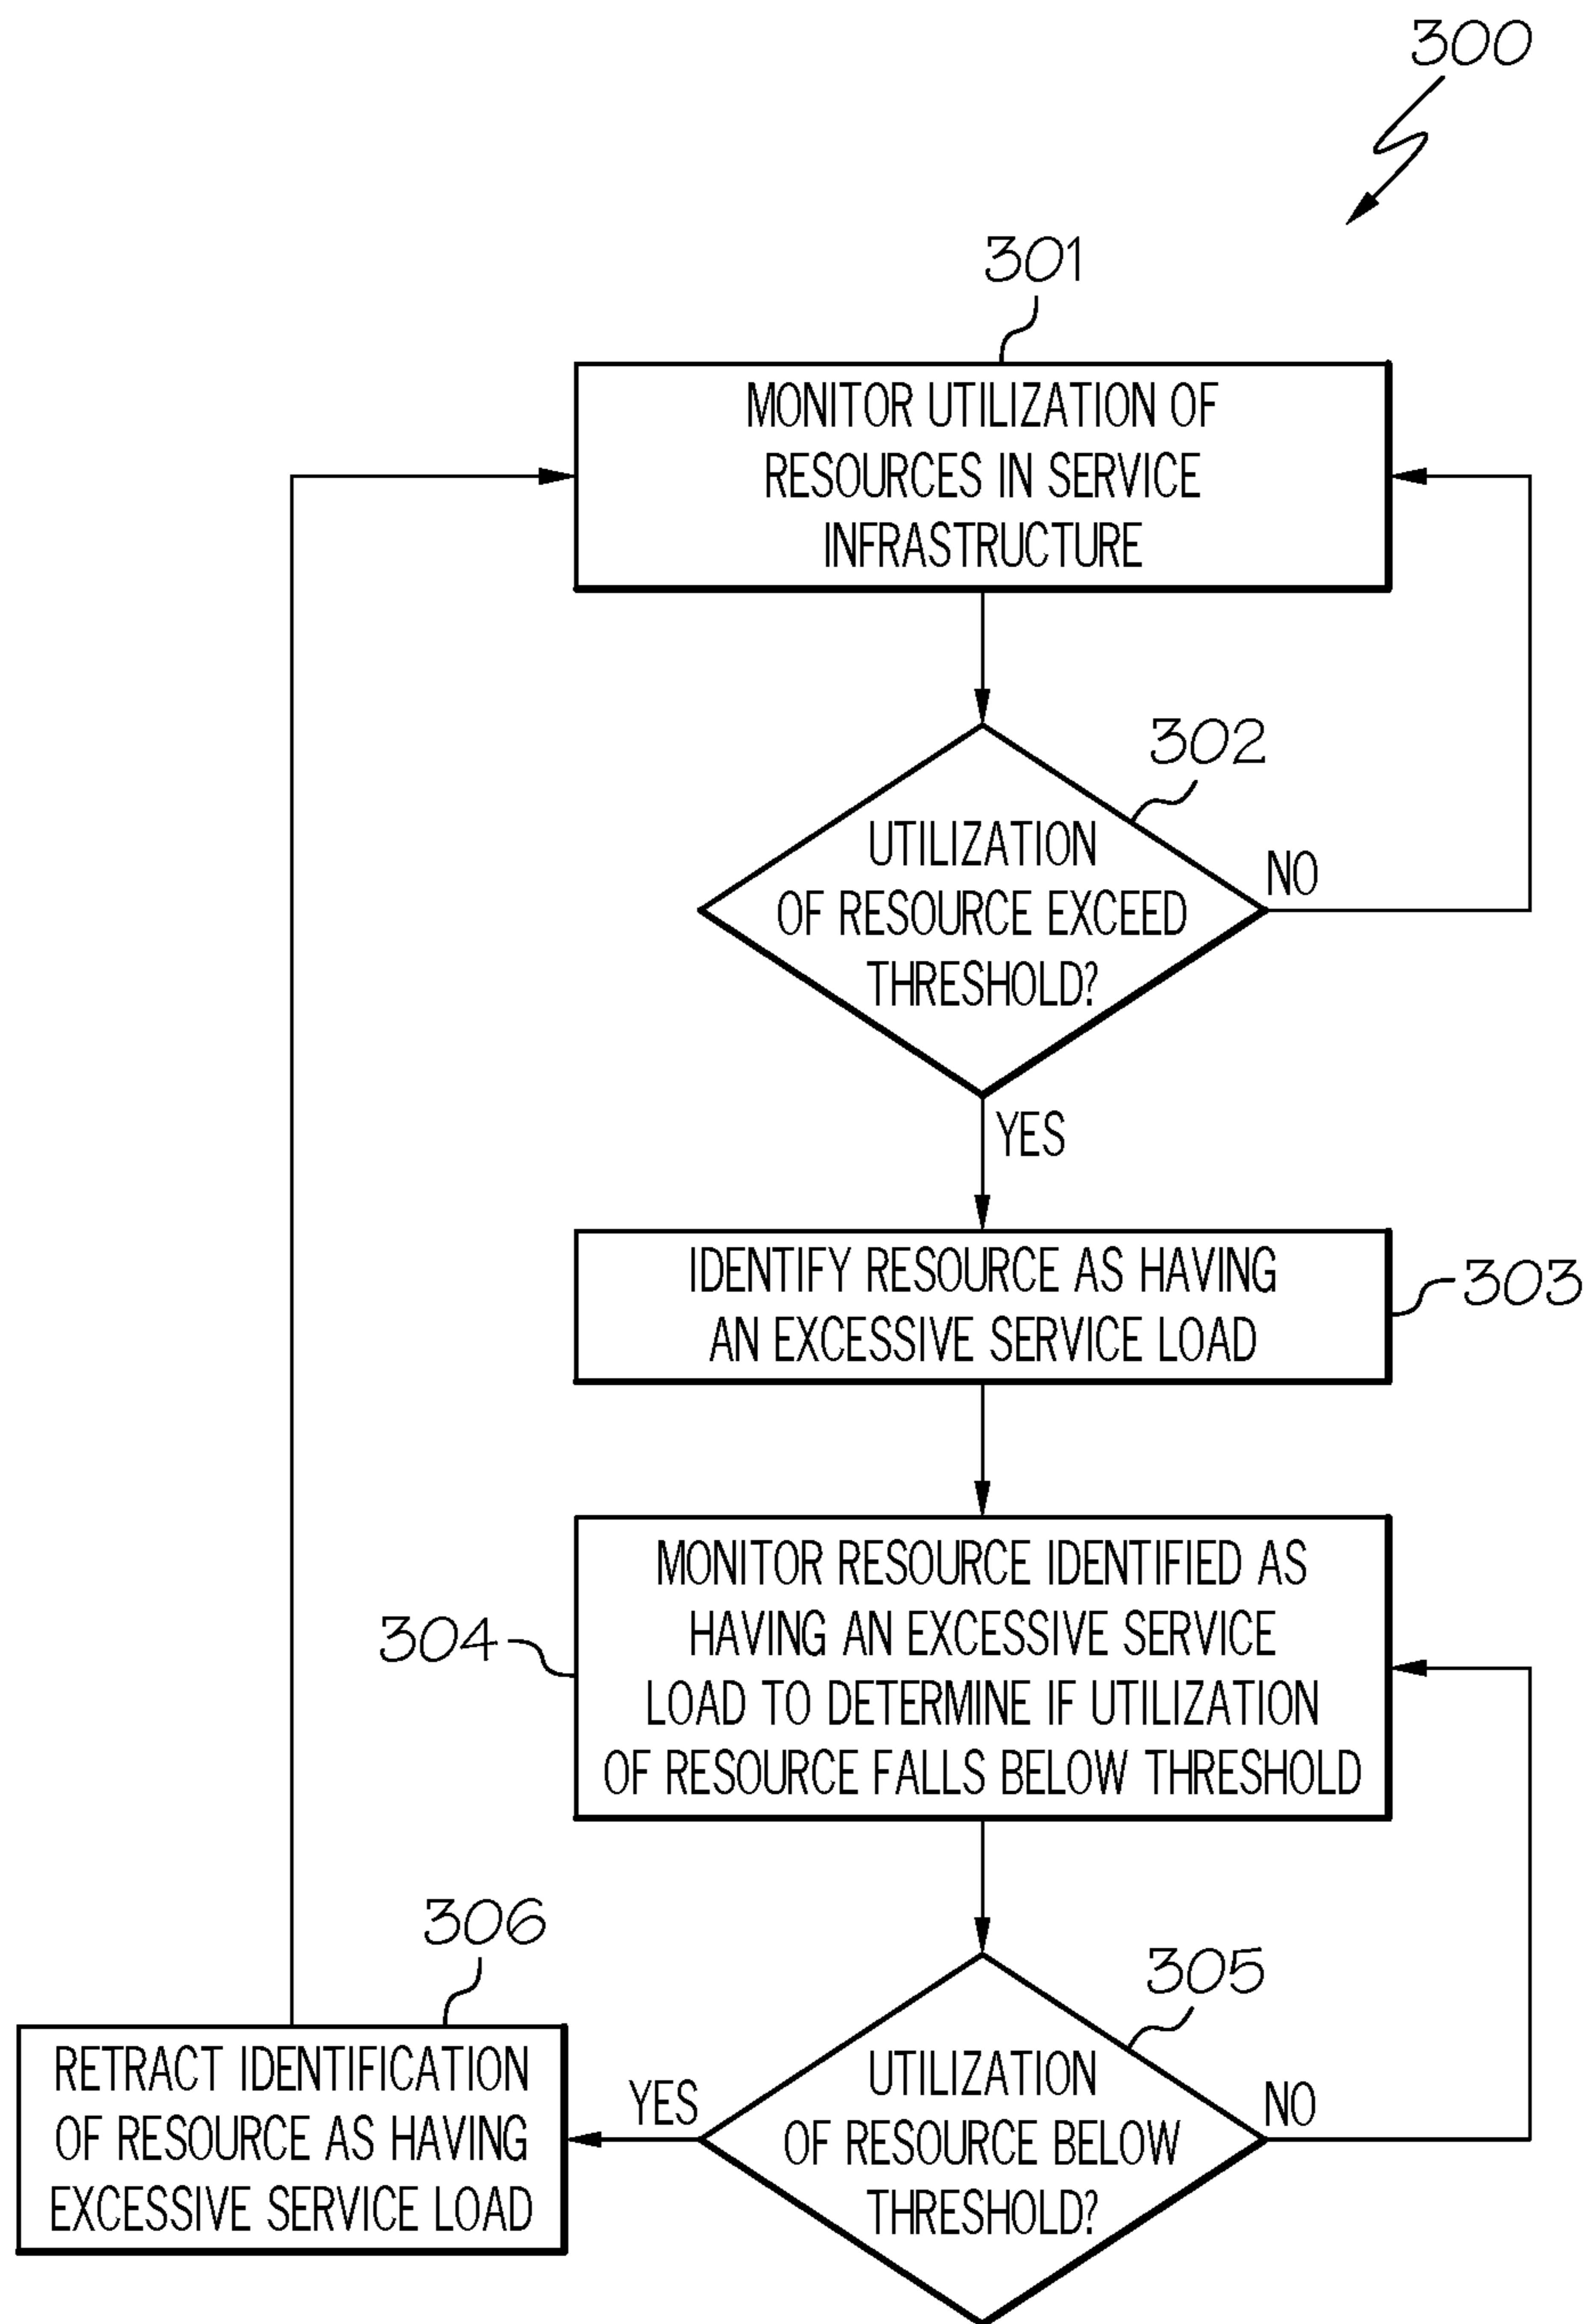 300
301
MONITOR UTILIZATION OF
RESOURCES IN SERVICE
INFRASTRUCTURE
302
UTILIZATION
OF RESOURCE EXCEED
THRESHOLD?
NO
YES
IDENTIFY RESOURCE AS HAVING
AN EXCESSIVE SERVICE LOAD
303
MONITOR RESOURCE IDENTIFIED AS
HAVING AN EXCESSIVE SERVICE
LOAD TO DETERMINE IF UTILIZATION
OF RESOURCE FALLS BELOW THRESHOLD
304
305
UTILIZATION
OF RESOURCE BELOW
THRESHOLD?
NO
YES
306
RETRACT IDENTIFICATION
OF RESOURCE AS HAVING
EXCESSIVE SERVICE LOAD